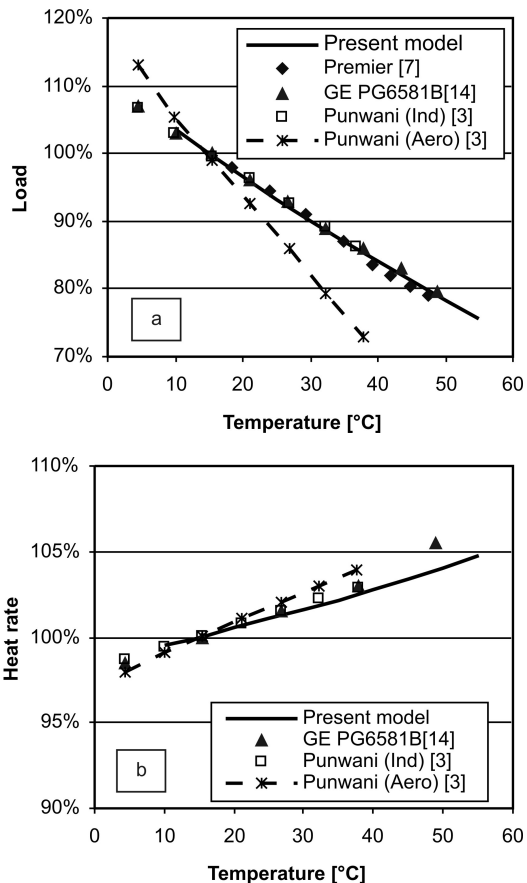 120%
110%
100%
90%
80%
70%
Load
Present model
Premier [7]
GE PG6581B[14]
Punwani (Ind) [3]
Punwani (Aero) [3]
a
0 10 20 30 40 50 60
Temperature [°C]
110%
105%
100%
95%
90%
Heat rate
Present model
GE PG6581B[14]
Punwani (Ind) [3]
Punwani (Aero) [3]
b
0 10 20 30 40 50 60
Temperature [°C]